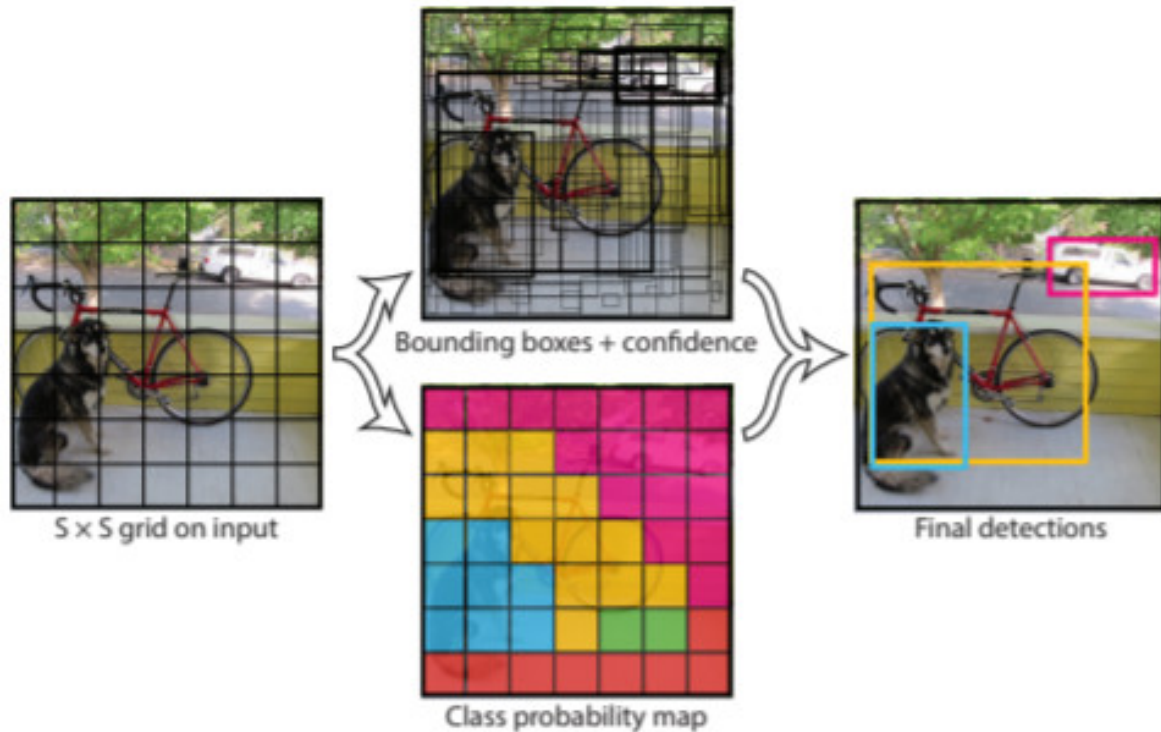 Bounding boxes + confidence
S × S grid on input
Final detections
Class probability map